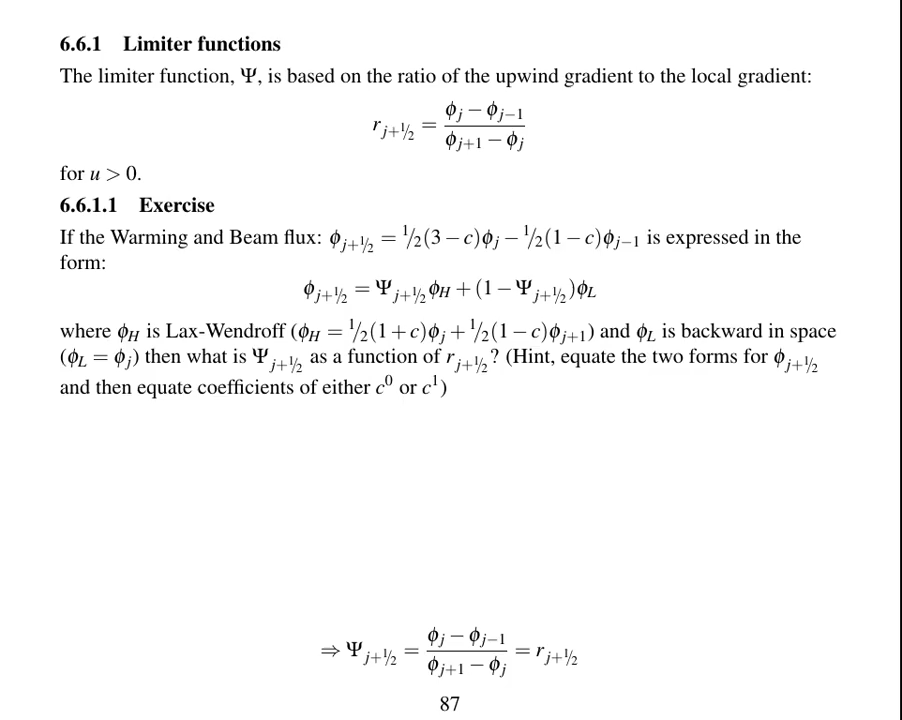 6.6.1 Limiter functions
The limiter function, Ψ, is based on the ratio of the upwind gradient to the local gradient:
r_{j+1/2} = \frac{ϕ_j − ϕ_{j−1}}{ϕ_{j+1} − ϕ_j}
for u > 0.
6.6.1.1 Exercise
If the Warming and Beam flux: ϕ_{j+1/2} = 1/2(3 − c)ϕ_j − 1/2(1 − c)ϕ_{j−1} is expressed in the
form:
ϕ_{j+1/2} = Ψ_{j+1/2}ϕ_H + (1 − Ψ_{j+1/2})ϕ_L
where ϕ_H is Lax-Wendroff (ϕ_H = 1/2(1 + c)ϕ_j + 1/2(1 − c)ϕ_{j+1}) and ϕ_L is backward in space
(ϕ_L = ϕ_j) then what is Ψ_{j+1/2} as a function of r_{j+1/2}? (Hint, equate the two forms for ϕ_{j+1/2}
and then equate coefficients of either c^0 or c^1)
⇒ Ψ_{j+1/2} = \frac{ϕ_j − ϕ_{j−1}}{ϕ_{j+1} − ϕ_j} = r_{j+1/2}
87